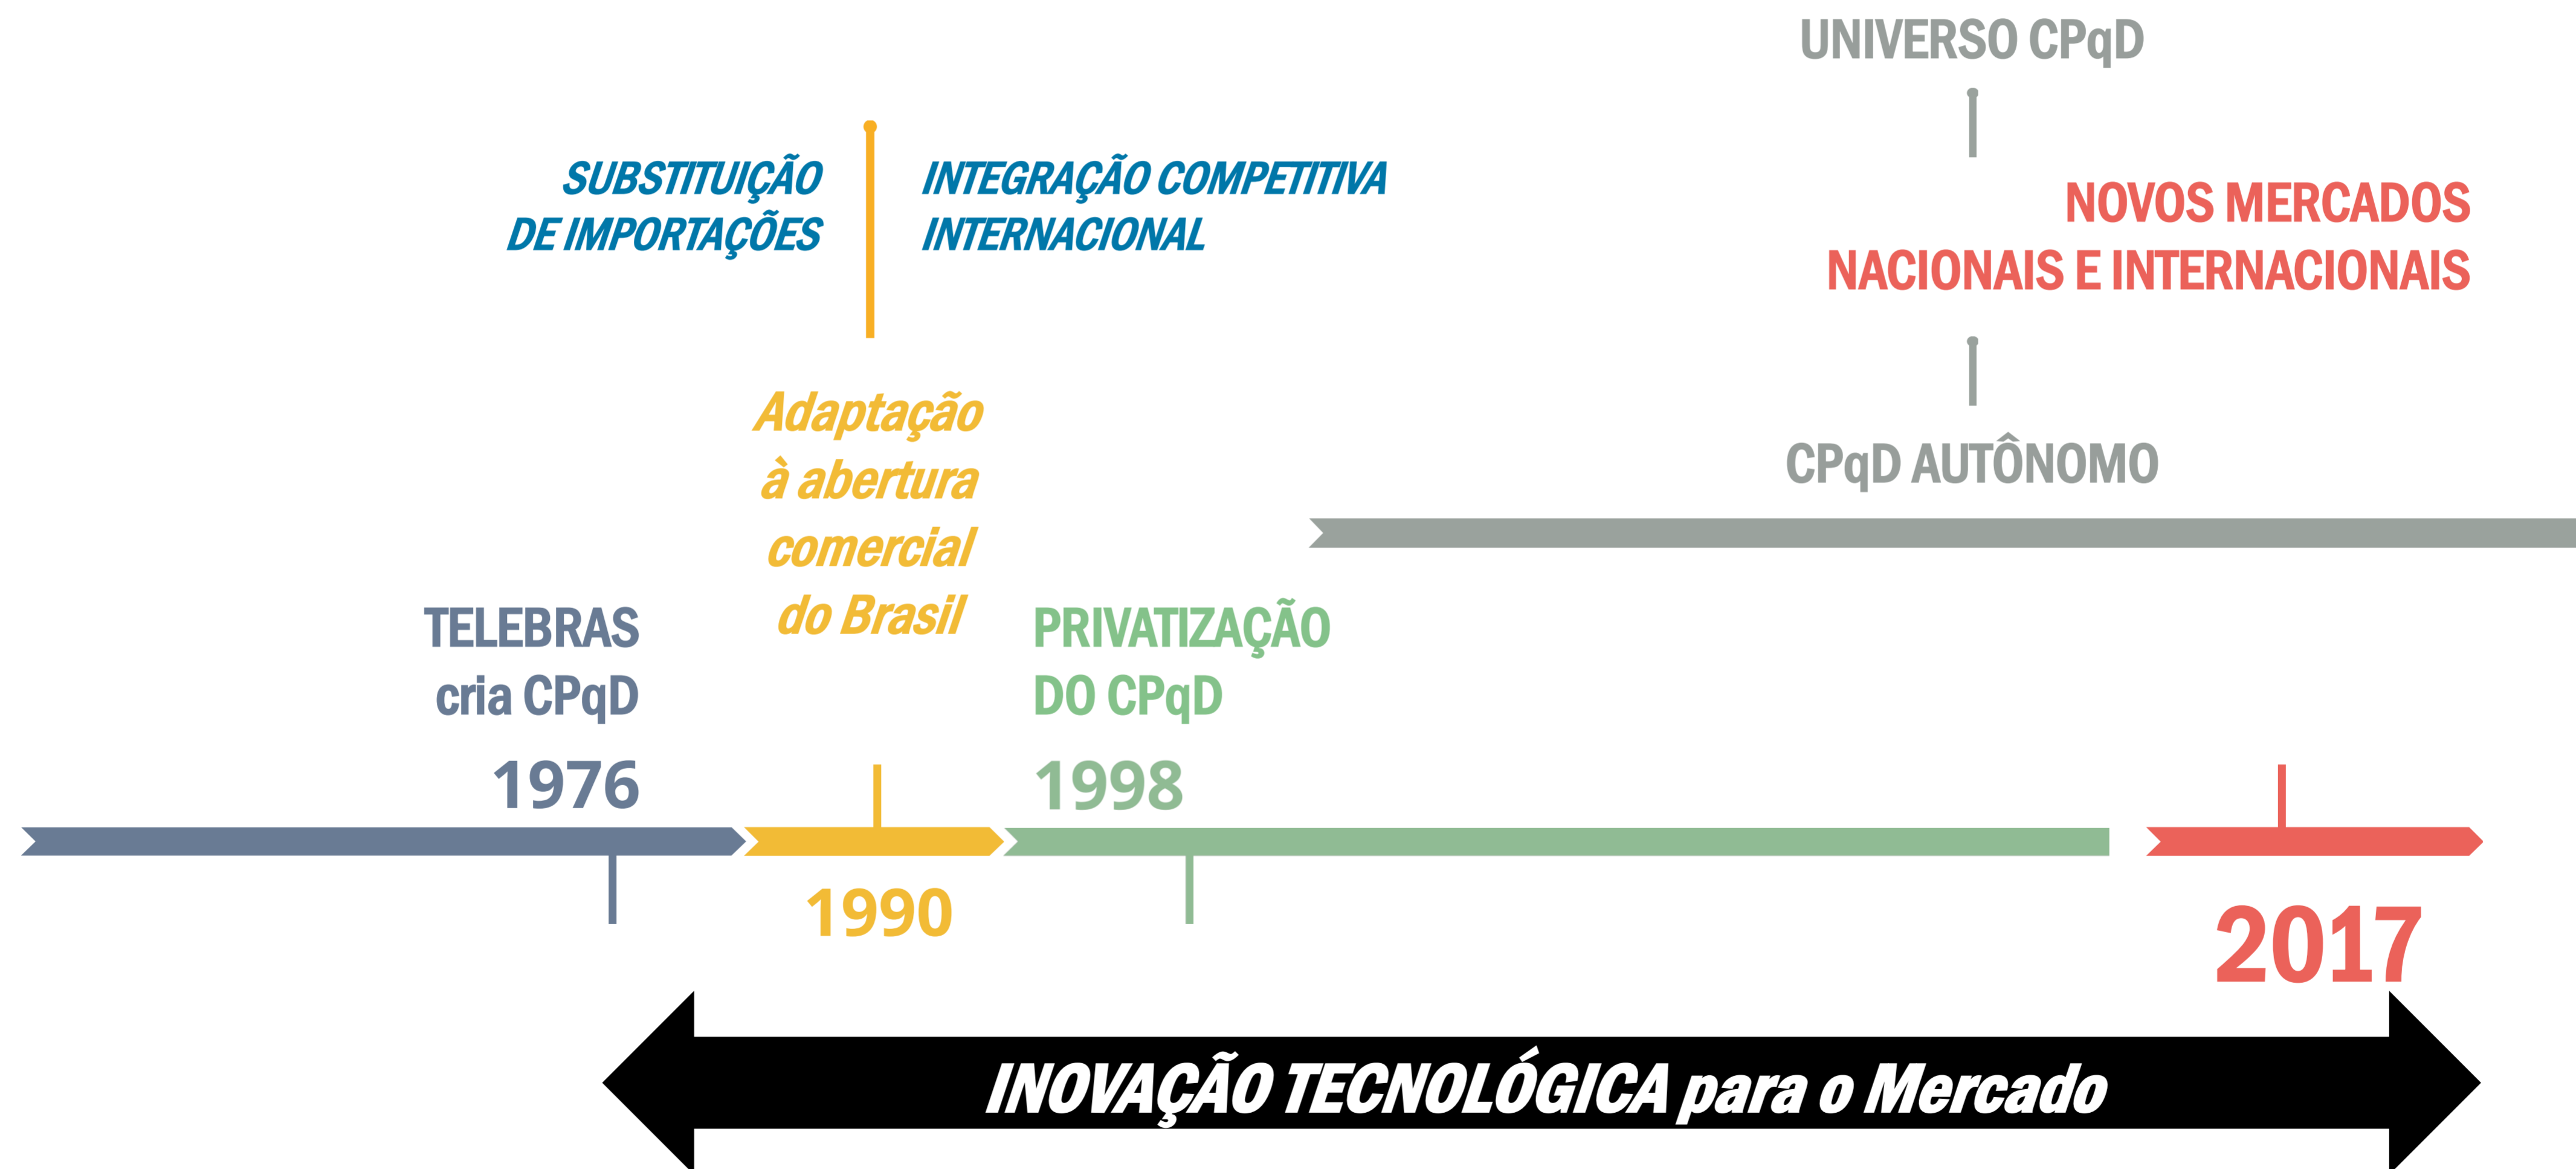 UNIVERSO CPqD
SUBSTITUIÇÃO
DE IMPORTAÇÕES
INTEGRAÇÃO COMPETITIVA
INTERNACIONAL
NOVOS MERCADOS
NACIONAIS E INTERNACIONAIS
CPqD AUTÔNOMO
Adaptação
à abertura
comercial
do Brasil
TELEBRAS
cria CPqD
1976
PRIVATIZAÇÃO
DO CPqD
1998
1990
2017
INOVAÇÃO TECNOLÓGICA para o Mercado